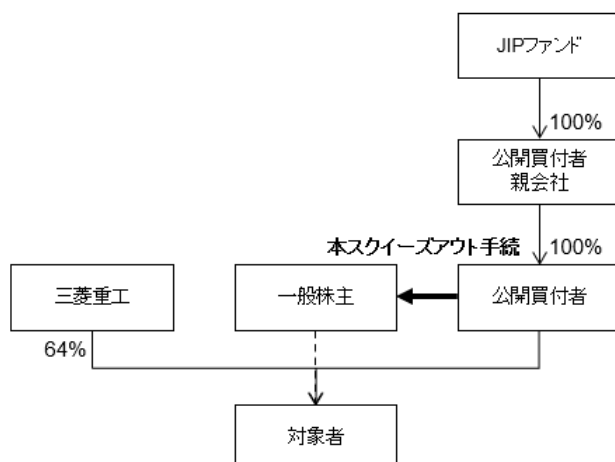 JIPファンド
100%
公開買付者
親会社
本スクイーズアウト手続
100%
三菱重工
一般株主
公開買付者
64%
対象者